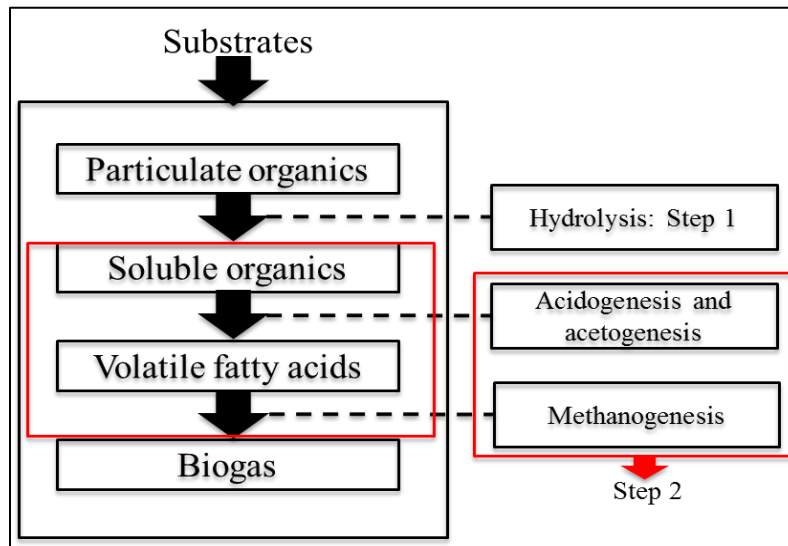 Substrates
Particulate organics
Hydrolysis: Step 1
Soluble organics
Acidogenesis and
acetogenesis
Volatile fatty acids
Methanogenesis
Biogas
Step 2